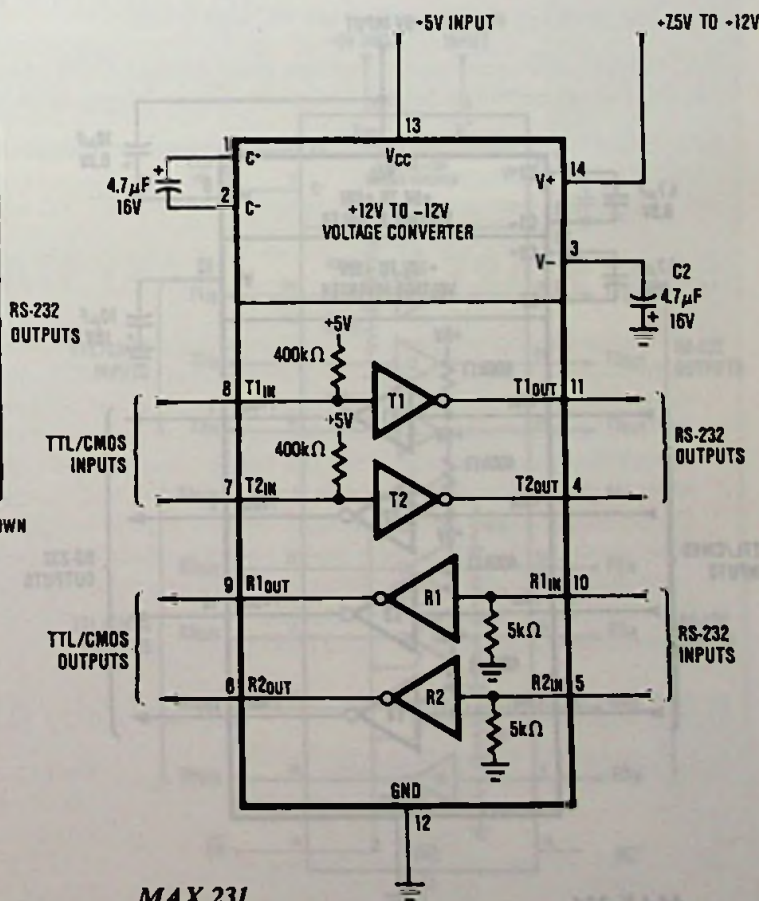 +5V INPUT
+7.5V TO +12V
13
VCC
1
C-
+
4.7µF
16V
2
C-
14
V+
+12V TO -12V
VOLTAGE CONVERTER
3
V-
C2
4.7µF
+ 16V
RS-232
OUTPUTS
+5V
400kΩ
8 T1IN
T1
T1OUT 11
+5V
TTL/CMOS
INPUTS
400kΩ
RS-232
OUTPUTS
7 T2IN
T2
T2OUT 4
WN
9 R1OUT
R1
R1IN 10
5kΩ
TTL/CMOS
OUTPUTS
RS-232
INPUTS
6 R2OUT
R2
R2IN 5
5kΩ
GND
12
MAX 231